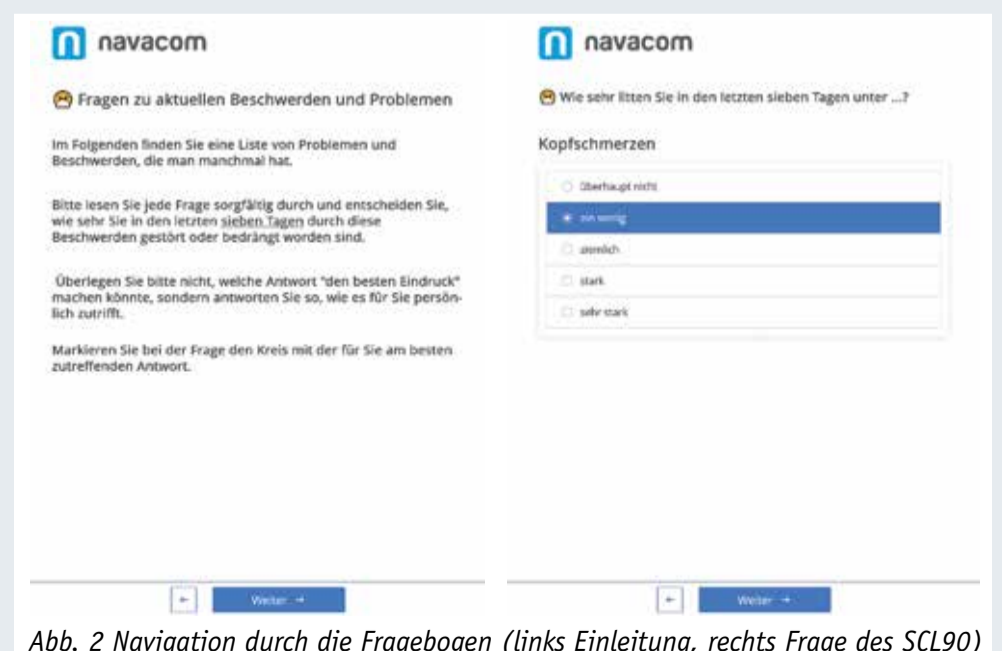 navacom
Fragen zu aktuellen Beschwerden und Problemen
Im Folgenden finden Sie eine Liste von Problemen und
Beschwerden, die man manchmal hat.
Bitte lesen Sie jede Frage sorgfältig durch und entscheiden Sie,
wie sehr Sie in den letzten sieben Tagen durch diese
Beschwerden gestört oder bedrängt worden sind.
Überlegen Sie bitte nicht, welche Antwort "den besten Eindruck"
machen könnte, sondern antworten Sie so, wie es für Sie persön-
lich zutrifft.
Markieren Sie bei der Frage den Kreis mit der für Sie am besten
zutreffenden Antwort.
← Weiter →
navacom
Wie sehr litten Sie in den letzten sieben Tagen unter ...?
Kopfschmerzen
überhaupt nicht
ein wenig
ziemlich
stark
sehr stark
← Weiter →
Abb. 2 Navigation durch die Fragebogen (links Einleitung, rechts Frage des SCL90)